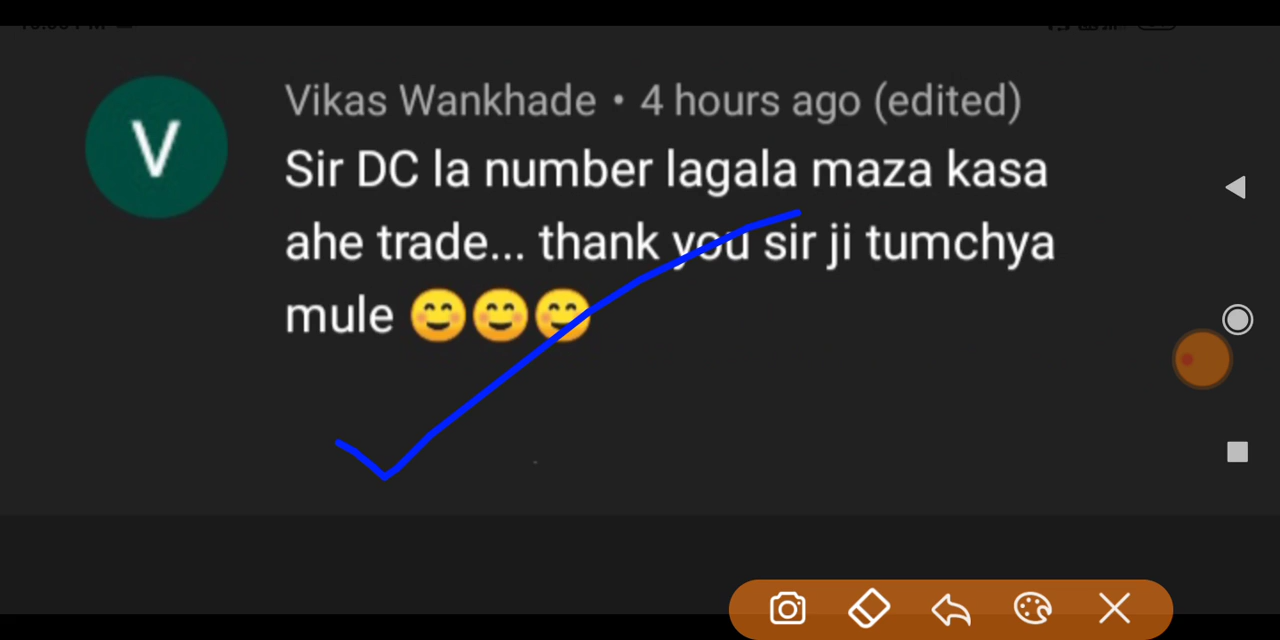 V
Vikas Wankhade • 4 hours ago (edited)
Sir DC la number lagala maza kasa
ahe trade... thank you sir ji tumchya
mule 😊😊😊